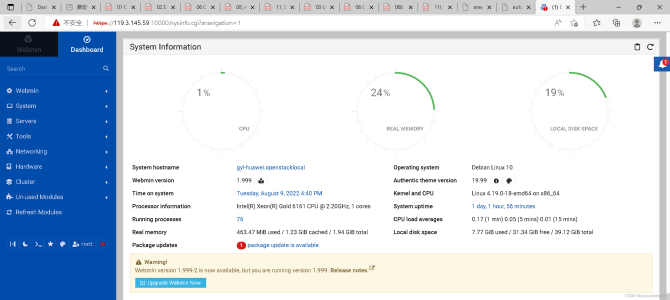 不安全 https://119.3.145.59:10000/sysinfo.cgi?xnavigation=1
Webmin
Dashboard
Search
Webmin
System
Servers
Tools
Networking
Hardware
Cluster
Un-used Modules
Refresh Modules
root
System Information
1%
CPU
24%
REAL MEMORY
19%
LOCAL DISK SPACE
System hostname gyl-huawei.openstacklocal Operating system Debian Linux 10
Webmin version 1.999 Authentic theme version 19.99
Time on system Tuesday, August 9, 2022 4:40 PM Kernel and CPU Linux 4.19.0-18-amd64 on x86_64
Processor information Intel(R) Xeon(R) Gold 6161 CPU @ 2.20GHz, 1 cores System uptime 1 day, 1 hour, 56 minutes
Running processes 76 CPU load averages 0.17 (1 min) 0.05 (5 mins) 0.01 (15 mins)
Real memory 463.47 MiB used / 1.23 GiB cached / 1.94 GiB total Local disk space 7.77 GiB used / 31.34 GiB free / 39.12 GiB total
Package updates 1 package update is available
Warning!
Webmin version 1.999-2 is now available, but you are running version 1.999. Release notes.
Upgrade Webmin Now